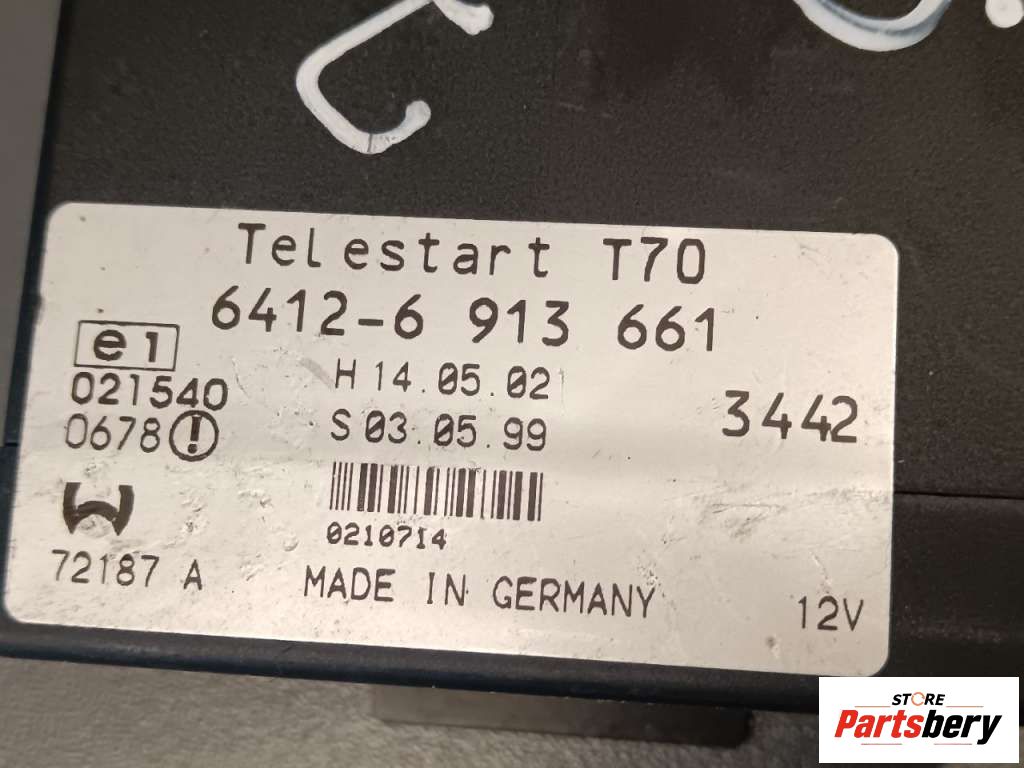 Telestart T70
6412-6 913 661
e1
021540
0678
H 14.05.02
S 03.05.99
3442
0210714
72187 A
MADE IN GERMANY
12V
STORE
Partsbery